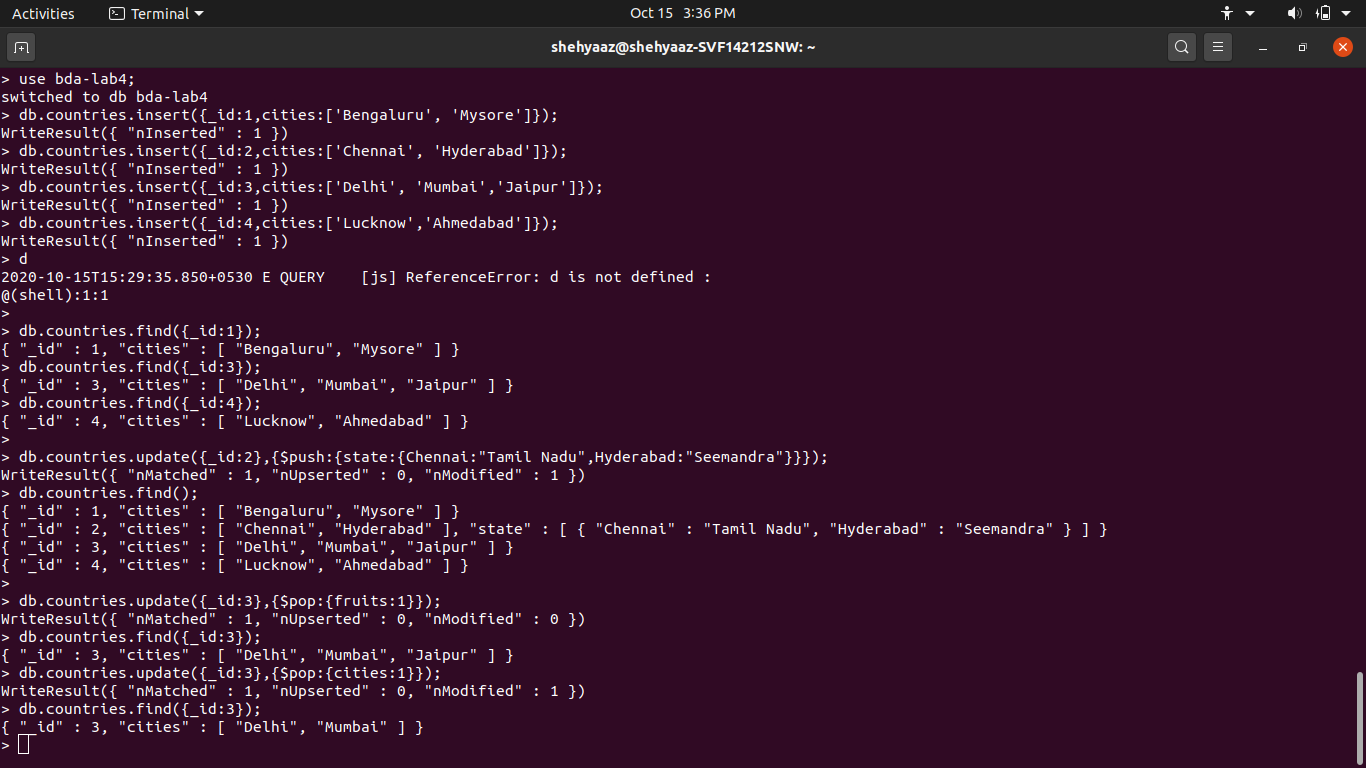 Activities
Terminal
Oct 15 3:36 PM
shehyaaz@shehyaaz-SVF14212SNW: ~
> use bda-lab4;
switched to db bda-lab4
> db.countries.insert({_id:1,cities:['Bengaluru', 'Mysore']});
WriteResult({ "nInserted" : 1 })
> db.countries.insert({_id:2,cities:['Chennai', 'Hyderabad']});
WriteResult({ "nInserted" : 1 })
> db.countries.insert({_id:3,cities:['Delhi', 'Mumbai','Jaipur']});
WriteResult({ "nInserted" : 1 })
> db.countries.insert({_id:4,cities:['Lucknow','Ahmedabad']});
WriteResult({ "nInserted" : 1 })
> d
2020-10-15T15:29:35.850+0530 E QUERY    [js] ReferenceError: d is not defined :
@(shell):1:1
>
> db.countries.find({_id:1});
{ "_id" : 1, "cities" : [ "Bengaluru", "Mysore" ] }
> db.countries.find({_id:3});
{ "_id" : 3, "cities" : [ "Delhi", "Mumbai", "Jaipur" ] }
> db.countries.find({_id:4});
{ "_id" : 4, "cities" : [ "Lucknow", "Ahmedabad" ] }
>
> db.countries.update({_id:2},{$push:{state:{Chennai:"Tamil Nadu",Hyderabad:"Seemandra"}}});
WriteResult({ "nMatched" : 1, "nUpserted" : 0, "nModified" : 1 })
> db.countries.find();
{ "_id" : 1, "cities" : [ "Bengaluru", "Mysore" ] }
{ "_id" : 2, "cities" : [ "Chennai", "Hyderabad" ], "state" : [ { "Chennai" : "Tamil Nadu", "Hyderabad" : "Seemandra" } ] }
{ "_id" : 3, "cities" : [ "Delhi", "Mumbai", "Jaipur" ] }
{ "_id" : 4, "cities" : [ "Lucknow", "Ahmedabad" ] }
>
> db.countries.update({_id:3},{$pop:{fruits:1}});
WriteResult({ "nMatched" : 1, "nUpserted" : 0, "nModified" : 0 })
> db.countries.find({_id:3});
{ "_id" : 3, "cities" : [ "Delhi", "Mumbai", "Jaipur" ] }
> db.countries.update({_id:3},{$pop:{cities:1}});
WriteResult({ "nMatched" : 1, "nUpserted" : 0, "nModified" : 1 })
> db.countries.find({_id:3});
{ "_id" : 3, "cities" : [ "Delhi", "Mumbai" ] }
>